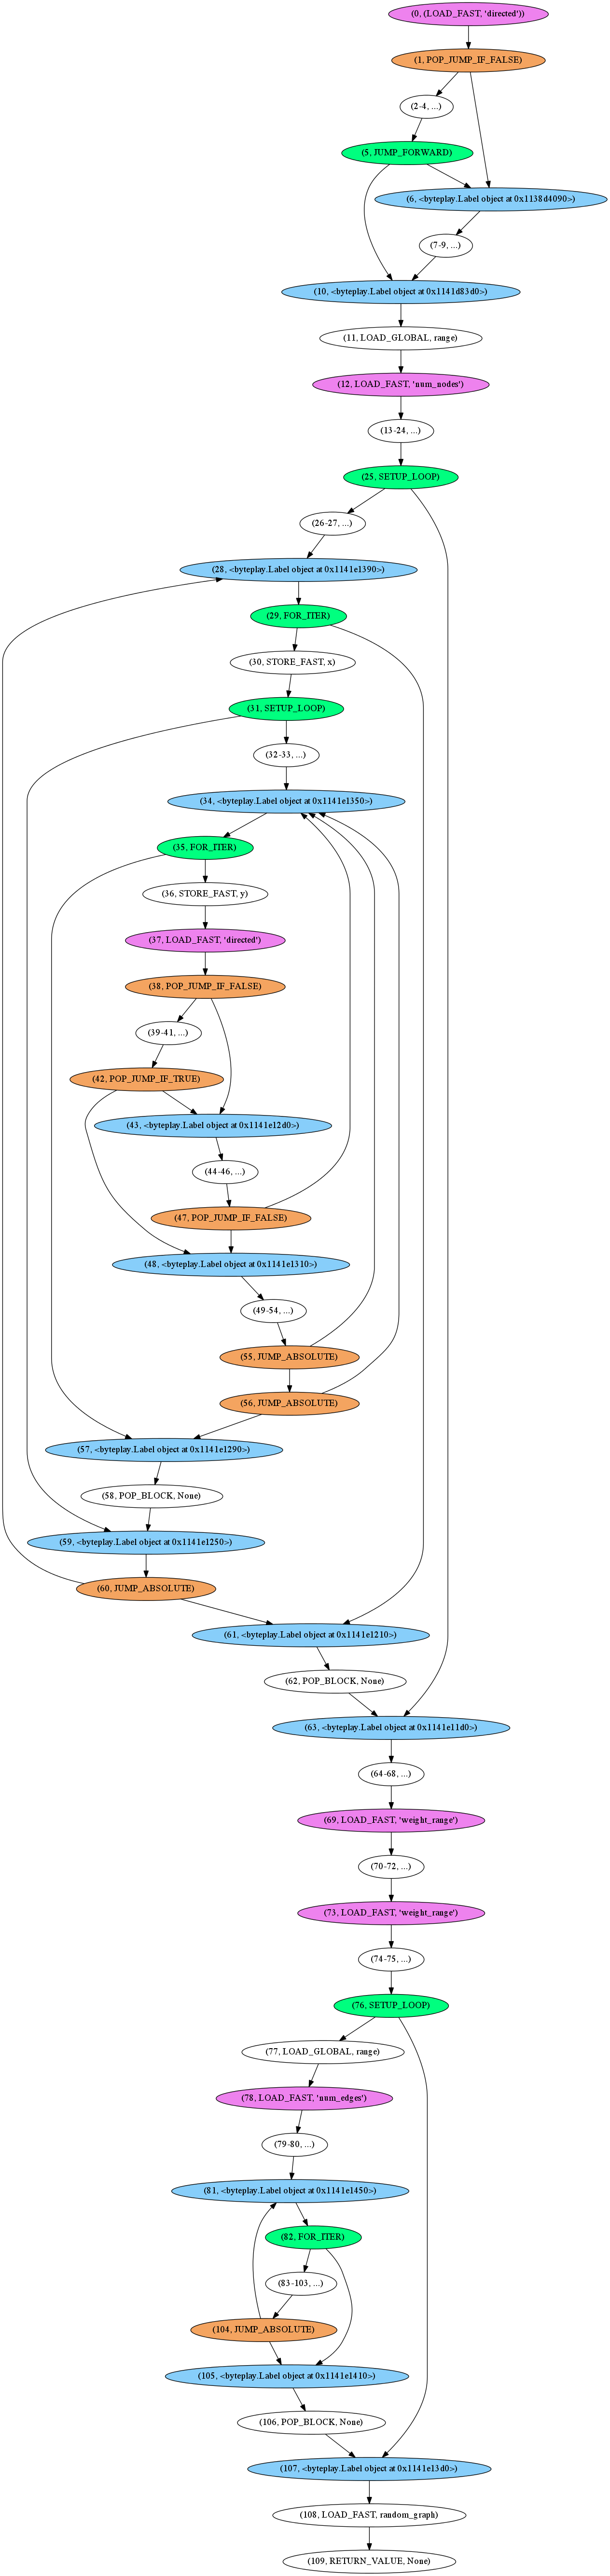 (0, (LOAD_FAST, 'directed'))
(1, POP_JUMP_IF_FALSE)
(2-4, ...)
(5, JUMP_FORWARD)
(6, <byteplay.Label object at 0x1138d4090>)
(7-9, ...)
(10, <byteplay.Label object at 0x1141d83d0>)
(11, LOAD_GLOBAL, range)
(12, LOAD_FAST, 'num_nodes')
(13-24, ...)
(25, SETUP_LOOP)
(26-27, ...)
(28, <byteplay.Label object at 0x1141e1390>)
(29, FOR_ITER)
(30, STORE_FAST, x)
(31, SETUP_LOOP)
(32-33, ...)
(34, <byteplay.Label object at 0x1141e1350>)
(35, FOR_ITER)
(36, STORE_FAST, y)
(37, LOAD_FAST, 'directed')
(38, POP_JUMP_IF_FALSE)
(39-41, ...)
(42, POP_JUMP_IF_TRUE)
(43, <byteplay.Label object at 0x1141e12d0>)
(44-46, ...)
(47, POP_JUMP_IF_FALSE)
(48, <byteplay.Label object at 0x1141e1310>)
(49-54, ...)
(55, JUMP_ABSOLUTE)
(56, JUMP_ABSOLUTE)
(57, <byteplay.Label object at 0x1141e1290>)
(58, POP_BLOCK, None)
(59, <byteplay.Label object at 0x1141e1250>)
(60, JUMP_ABSOLUTE)
(61, <byteplay.Label object at 0x1141e1210>)
(62, POP_BLOCK, None)
(63, <byteplay.Label object at 0x1141e11d0>)
(64-68, ...)
(69, LOAD_FAST, 'weight_range')
(70-72, ...)
(73, LOAD_FAST, 'weight_range')
(74-75, ...)
(76, SETUP_LOOP)
(77, LOAD_GLOBAL, range)
(78, LOAD_FAST, 'num_edges')
(79-80, ...)
(81, <byteplay.Label object at 0x1141e1450>)
(82, FOR_ITER)
(83-103, ...)
(104, JUMP_ABSOLUTE)
(105, <byteplay.Label object at 0x1141e1410>)
(106, POP_BLOCK, None)
(107, <byteplay.Label object at 0x1141e13d0>)
(108, LOAD_FAST, random_graph)
(109, RETURN_VALUE, None)